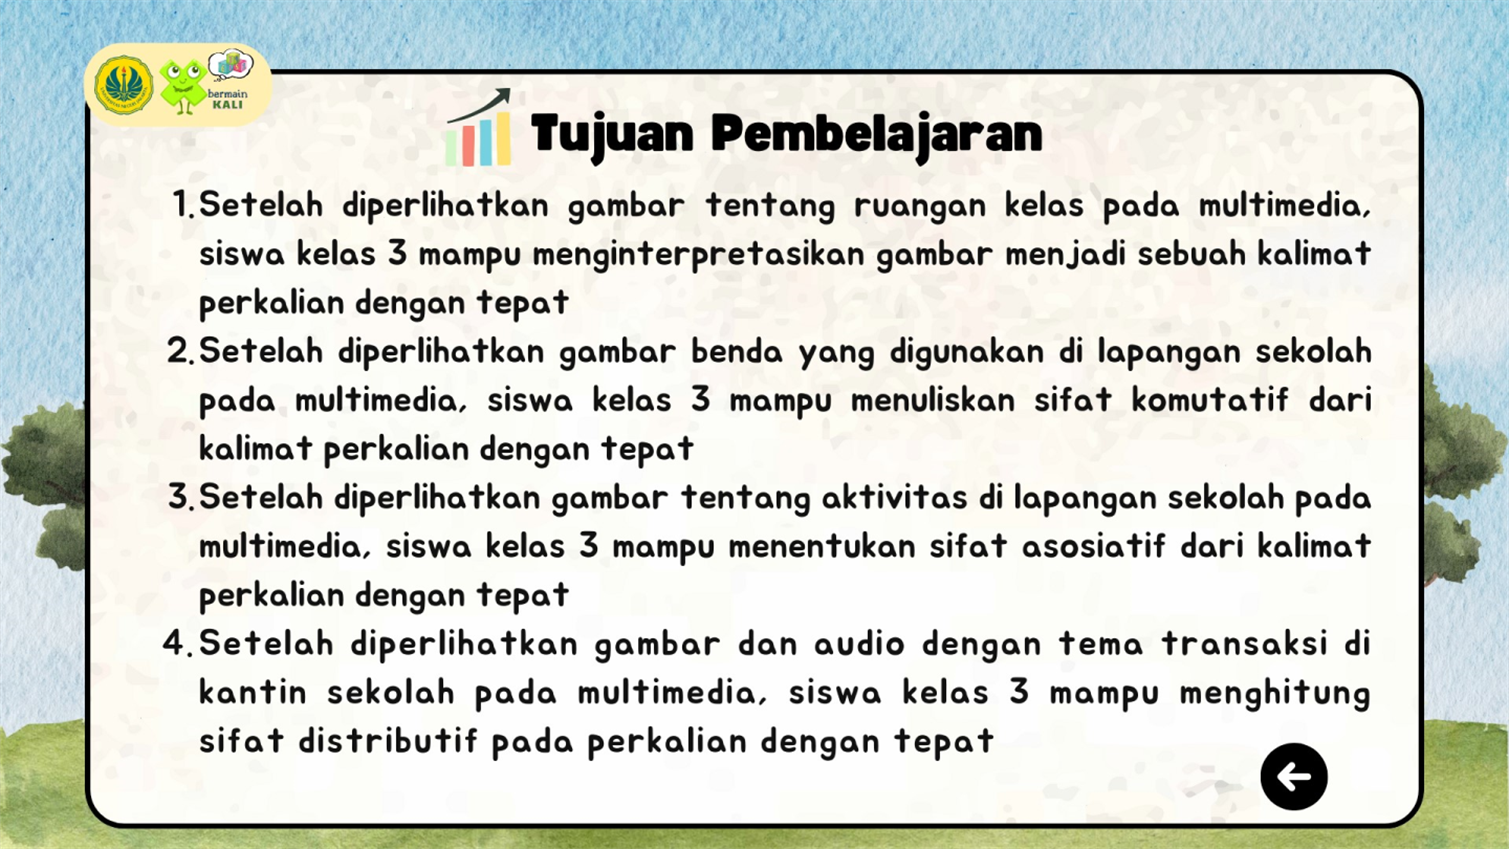 bermain
KALI
Tujuan Pembelajaran
1. Setelah diperlihatkan gambar tentang ruangan kelas pada multimedia,
siswa kelas 3 mampu menginterpretasikan gambar menjadi sebuah kalimat
perkalian dengan tepat
2. Setelah diperlihatkan gambar benda yang digunakan di lapangan sekolah
pada multimedia, siswa kelas 3 mampu menuliskan sifat komutatif dari
kalimat perkalian dengan tepat
3. Setelah diperlihatkan gambar tentang aktivitas di lapangan sekolah pada
multimedia, siswa kelas 3 mampu menentukan sifat asosiatif dari kalimat
perkalian dengan tepat
4. Setelah diperlihatkan gambar dan audio dengan tema transaksi di
kantin sekolah pada multimedia, siswa kelas 3 mampu menghitung
sifat distributif pada perkalian dengan tepat